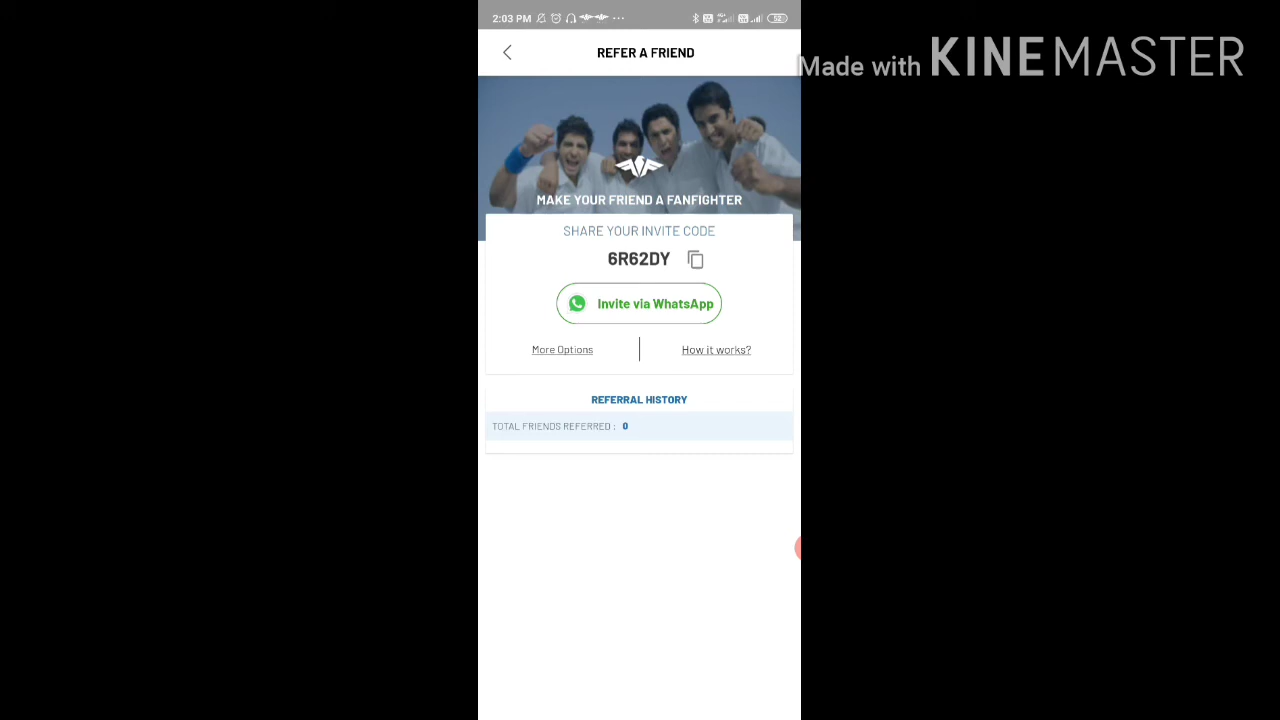 2:03 PM
52
REFER A FRIEND
Made with KINEMASTER
MAKE YOUR FRIEND A FANFIGHTER
SHARE YOUR INVITE CODE
6R62DY
Invite via WhatsApp
More Options
How it works?
REFERRAL HISTORY
TOTAL FRIENDS REFERRED : 0